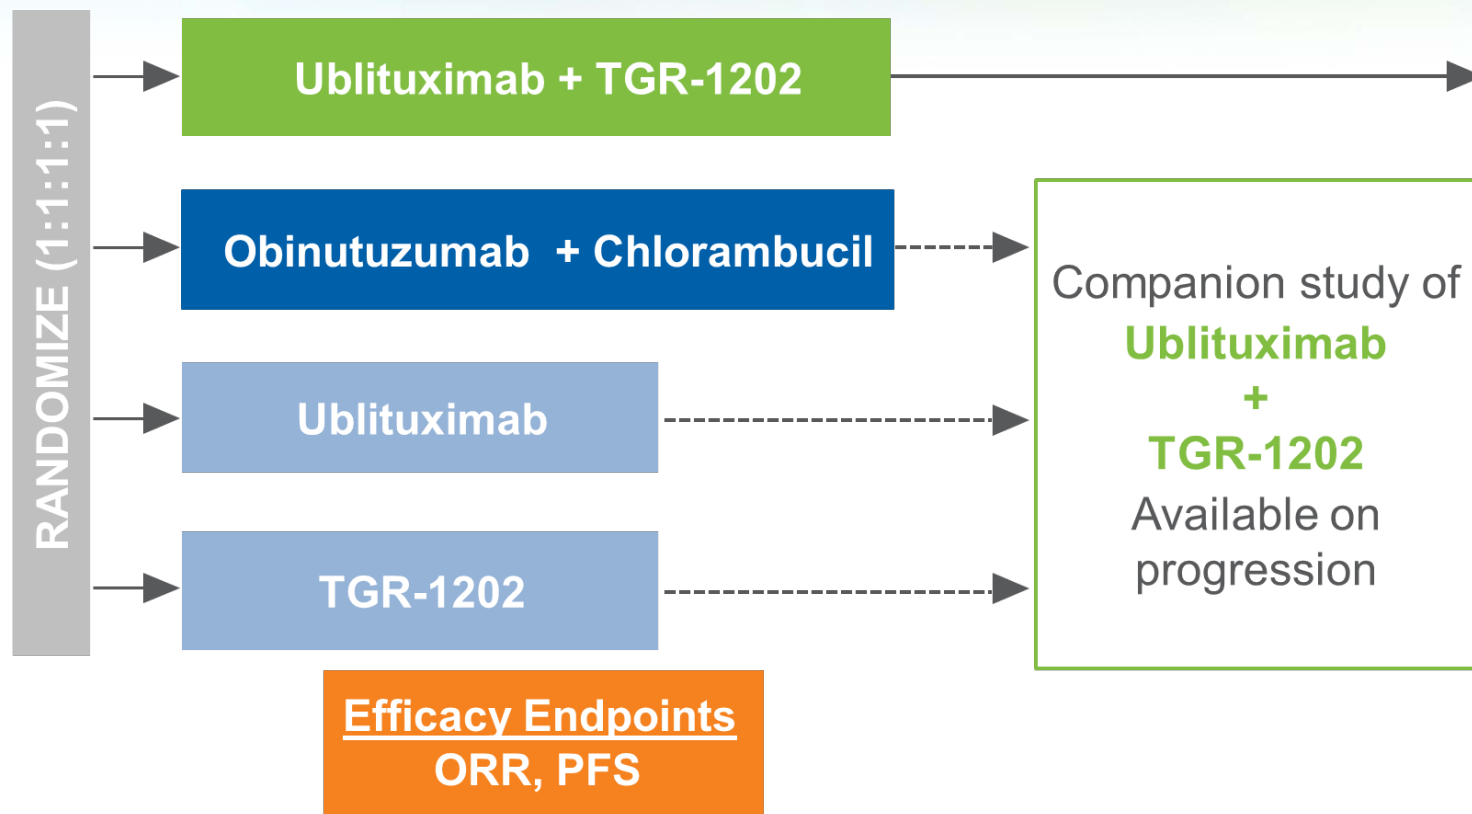 RANDOMIZE (1:1:1:1)
Ublituximab + TGR-1202
Obinutuzumab + Chlorambucil
Ublituximab
TGR-1202
Companion study of
Ublituximab
+
TGR-1202
Available on
progression
Efficacy Endpoints
ORR, PFS